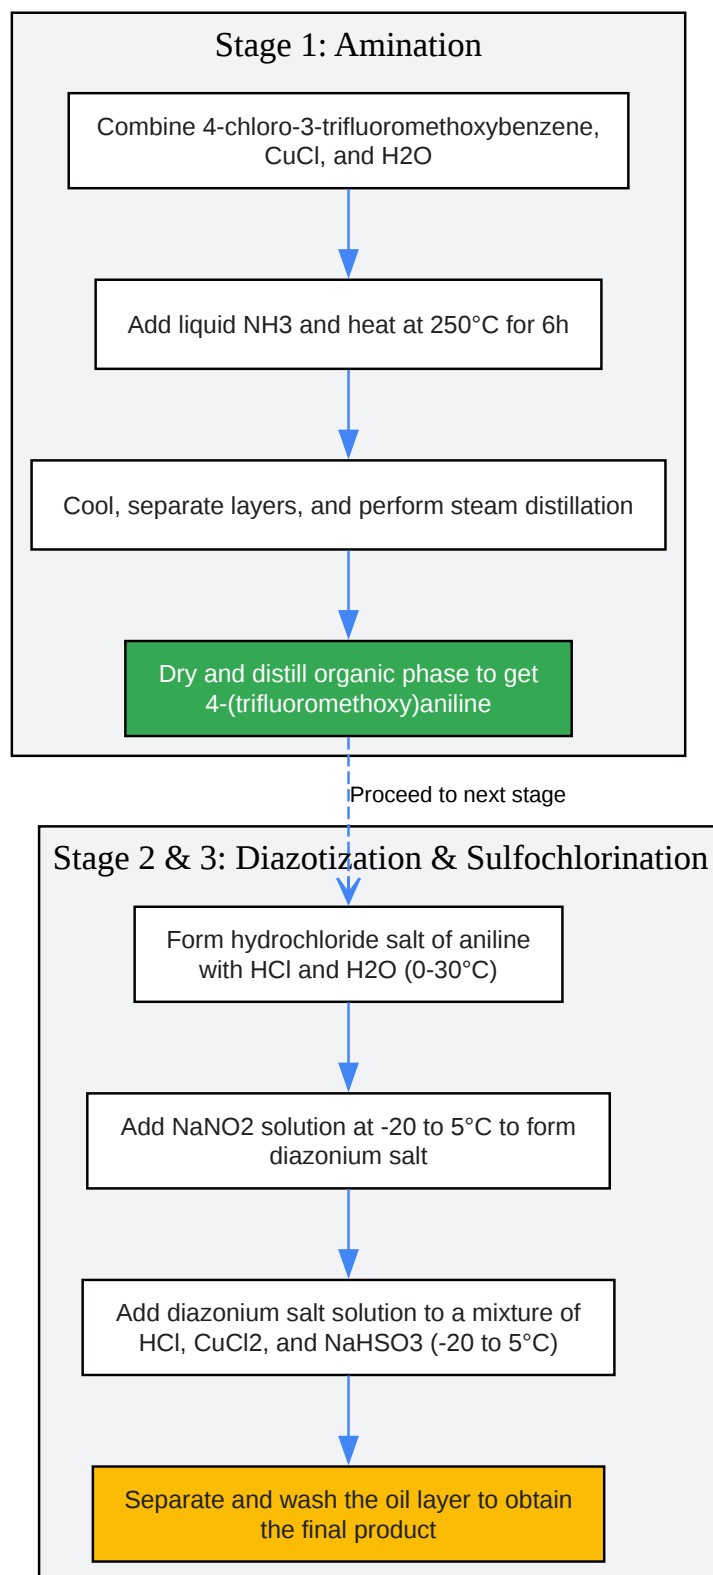 Stage 1: Amination
Combine 4-chloro-3-trifluoromethoxybenzene,
CuCl, and H2O
Add liquid NH3 and heat at 250°C for 6h
Cool, separate layers, and perform steam distillation
Dry and distill organic phase to get
4-(trifluoromethoxy)aniline
Proceed to next stage
Stage 2 & 3: Diazotization & Sulfochlorination
Form hydrochloride salt of aniline
with HCl and H2O (0-30°C)
Add NaNO2 solution at -20 to 5°C to form
diazonium salt
Add diazonium salt solution to a mixture of
HCl, CuCl2, and NaHSO3 (-20 to 5°C)
Separate and wash the oil layer to obtain
the final product